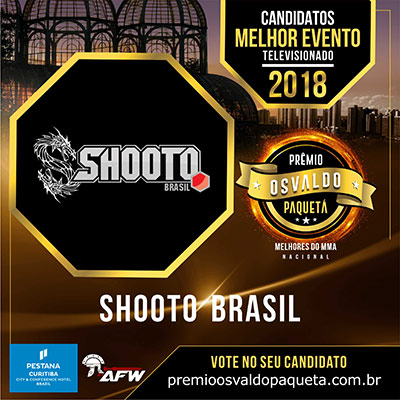 CANDIDATOS
MELHOR EVENTO
TELEVISIONADO
2018
SHOOTO
BRASIL
PRÊMIO
OSVALDO
PAQUETÁ
MELHORES DO MMA
NACIONAL
SHOOTO BRASIL
PESTANA
CURITIBA
CITY & CONFERENCE HOTEL
BRASIL
AFW
VOTE NO SEU CANDIDATO
premioosvaldopaqueta.com.br